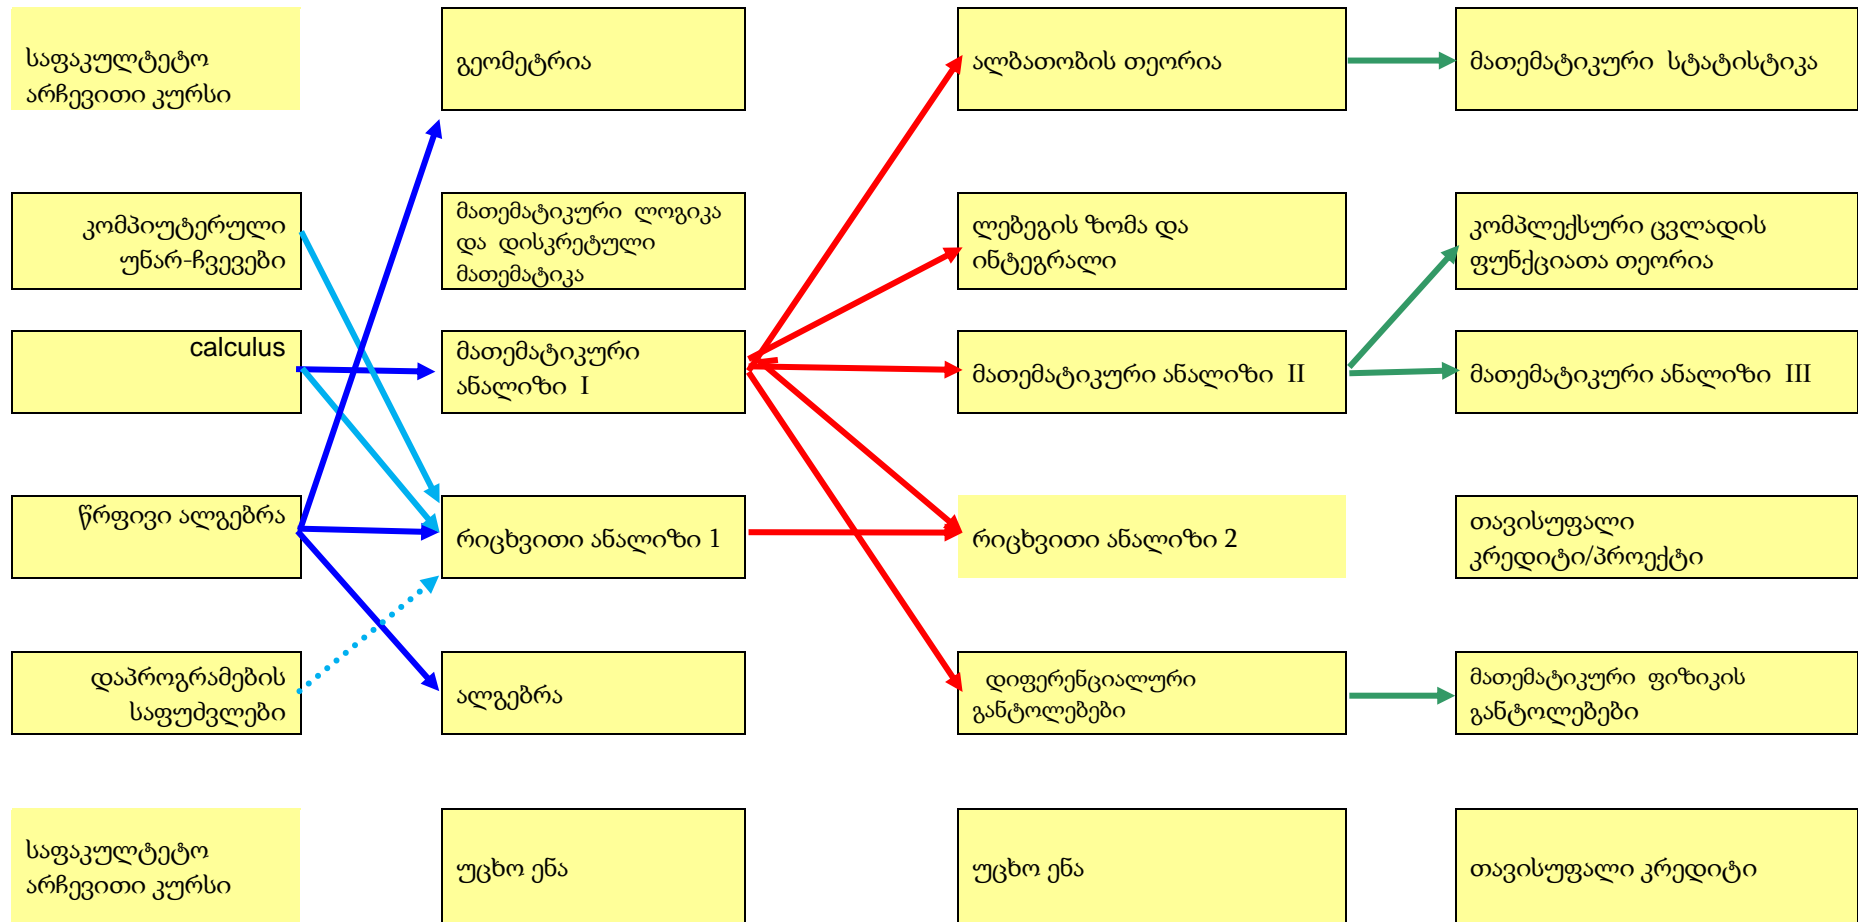 საფაკულტეტო
არჩევითი კურსი
გეომეტრია
ალბათობის თეორია
მათემატიკური სტატისტიკა
კომპიუტერული
უნარ-ჩვევები
მათემატიკური ლოგიკა
და დისკრეტული
მათემატიკა
ლებეგის ზომა და
ინტეგრალი
კომპლექსური ცვლადის
ფუნქციათა თეორია
calculus
მათემატიკური
ანალიზი I
მათემატიკური ანალიზი II
მათემატიკური ანალიზი III
წრფივი ალგებრა
რიცხვითი ანალიზი 1
რიცხვითი ანალიზი 2
თავისუფალი
კრედიტი/პროექტი
დაპროგრამების
საფუძვლები
ალგებრა
დიფერენციალური
განტოლებები
მათემატიკური ფიზიკის
განტოლებები
საფაკულტეტო
არჩევითი კურსი
უცხო ენა
უცხო ენა
თავისუფალი კრედიტი